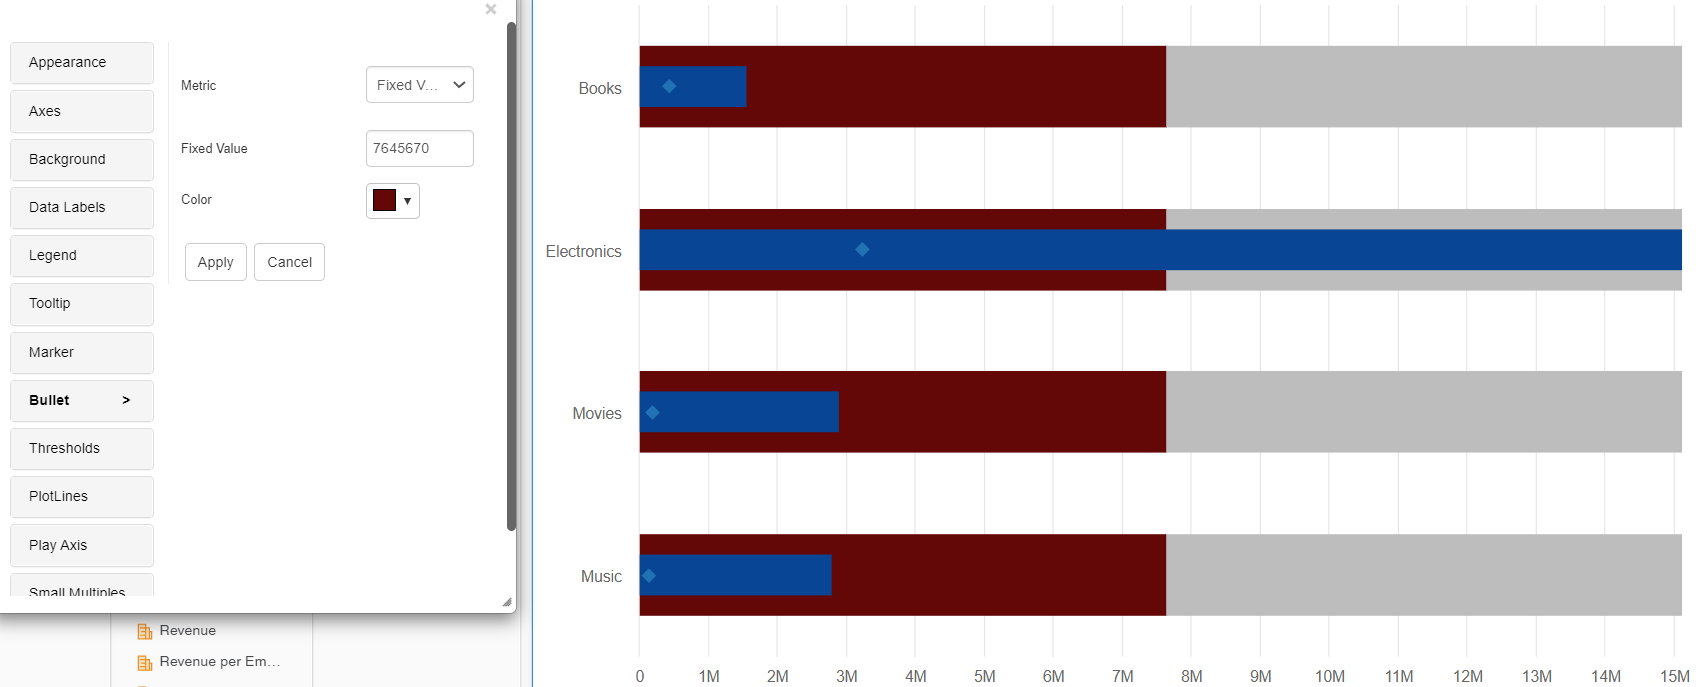 ×
Appearance
Axes
Background
Data Labels
Legend
Tooltip
Marker
Bullet >
Thresholds
PlotLines
Play Axis
Small Multiples
Metric
Fixed V...
Fixed Value
7645670
Color
Apply Cancel
Revenue
Revenue per Em...
Books
Electronics
Movies
Music
0 1M 2M 3M 4M 5M 6M 7M 8M 9M 10M 11M 12M 13M 14M 15M